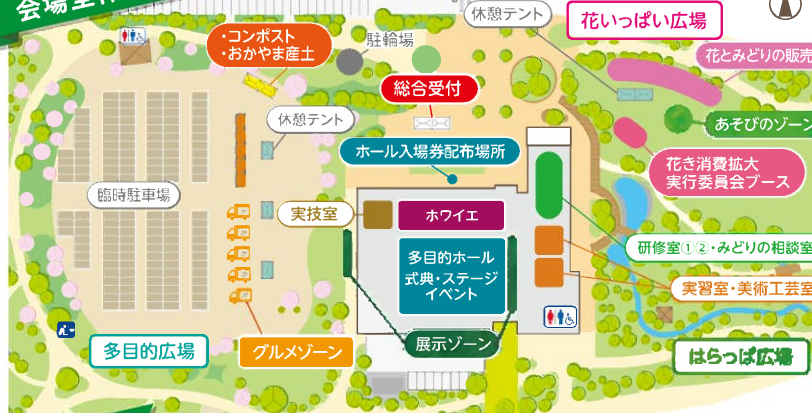 会場
休憩テント
花いっぱい広場
・コンポスト
・おかやま産土
駐輪場
花とみどりの販売
総合受付
休憩テント
あそびのゾーン
ホール入場券配布場所
花き消費拡大
実行委員会ブース
臨時駐車場
実技室
ホワイエ
多目的ホール
式典・ステージ
イベント
研修室①②・みどりの相談室
実習室・美術工芸室
多目的広場
グルメゾーン
展示ゾーン
はらっぱ広場